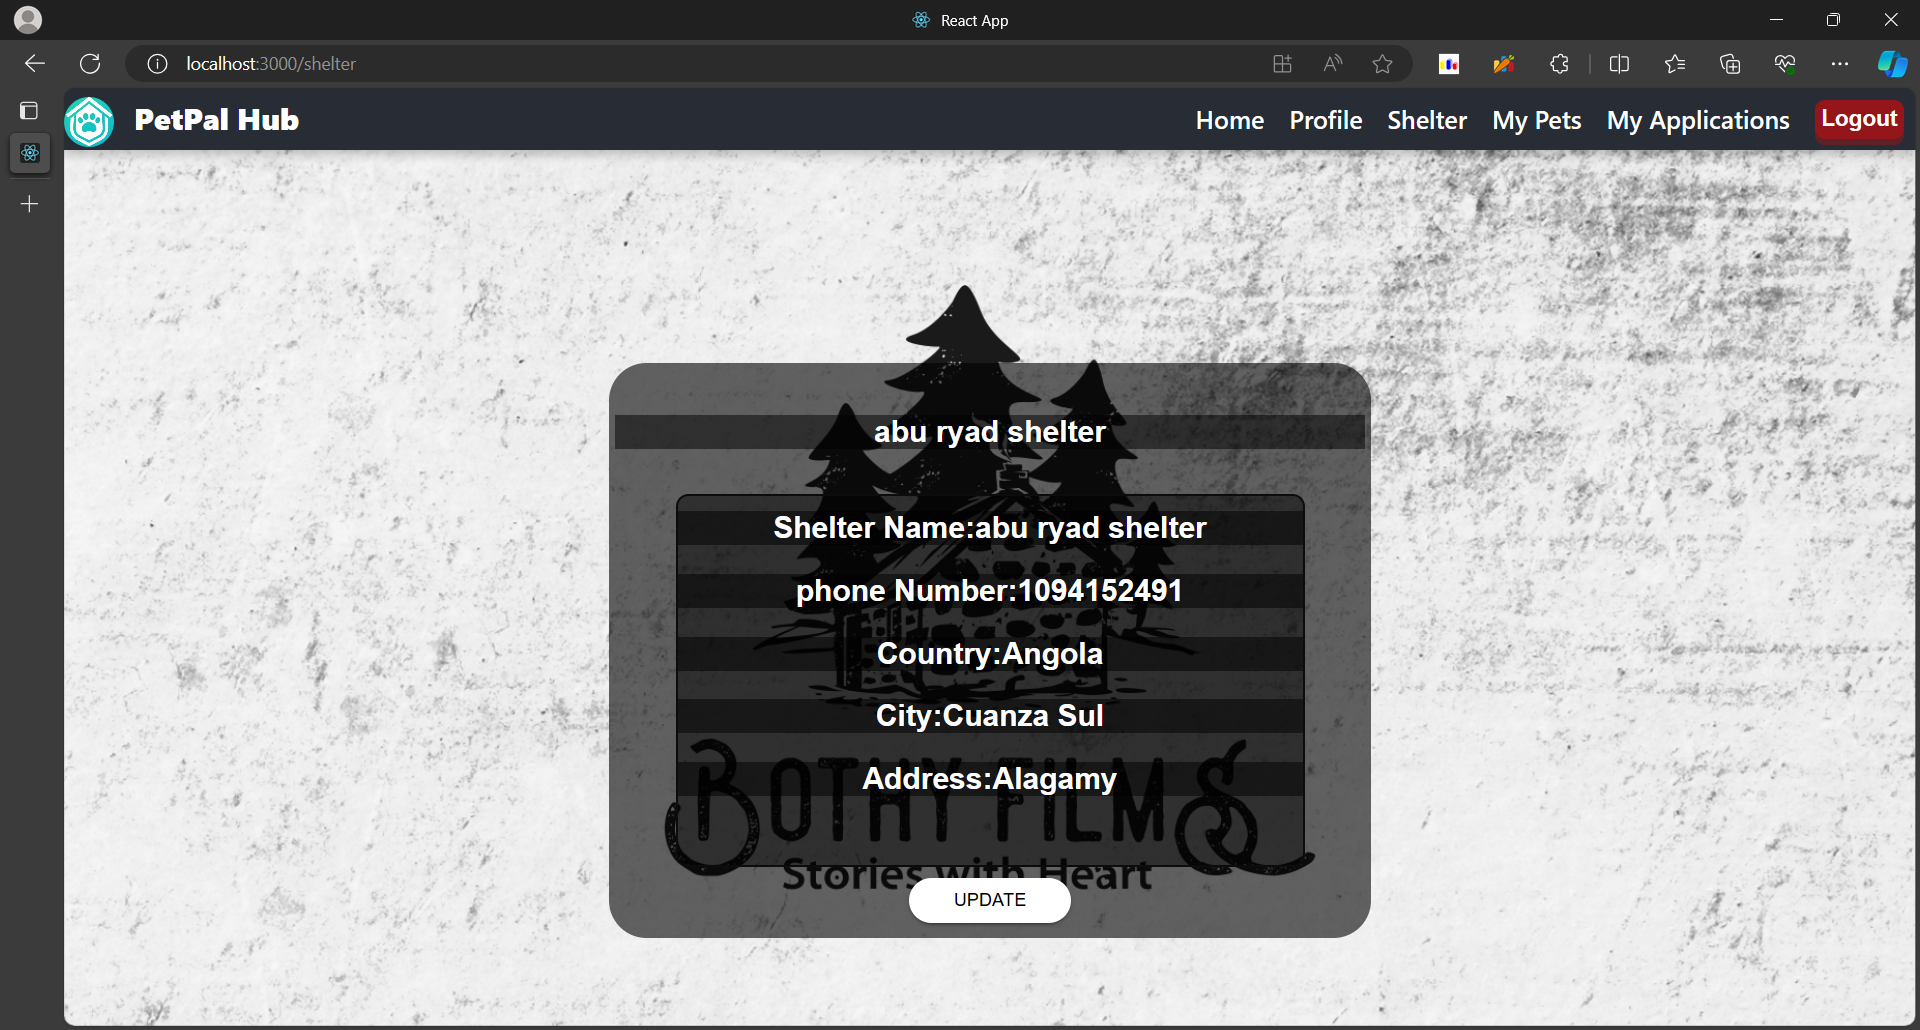 React App
localhost:3000/shelter
PetPal Hub
Home Profile Shelter My Pets My Applications Logout
abu ryad shelter
Shelter Name:abu ryad shelter
phone Number:1094152491
Country:Angola
City:Cuanza Sul
Address:Alagamy
BOTHY FILMS
Stories with Heart
UPDATE